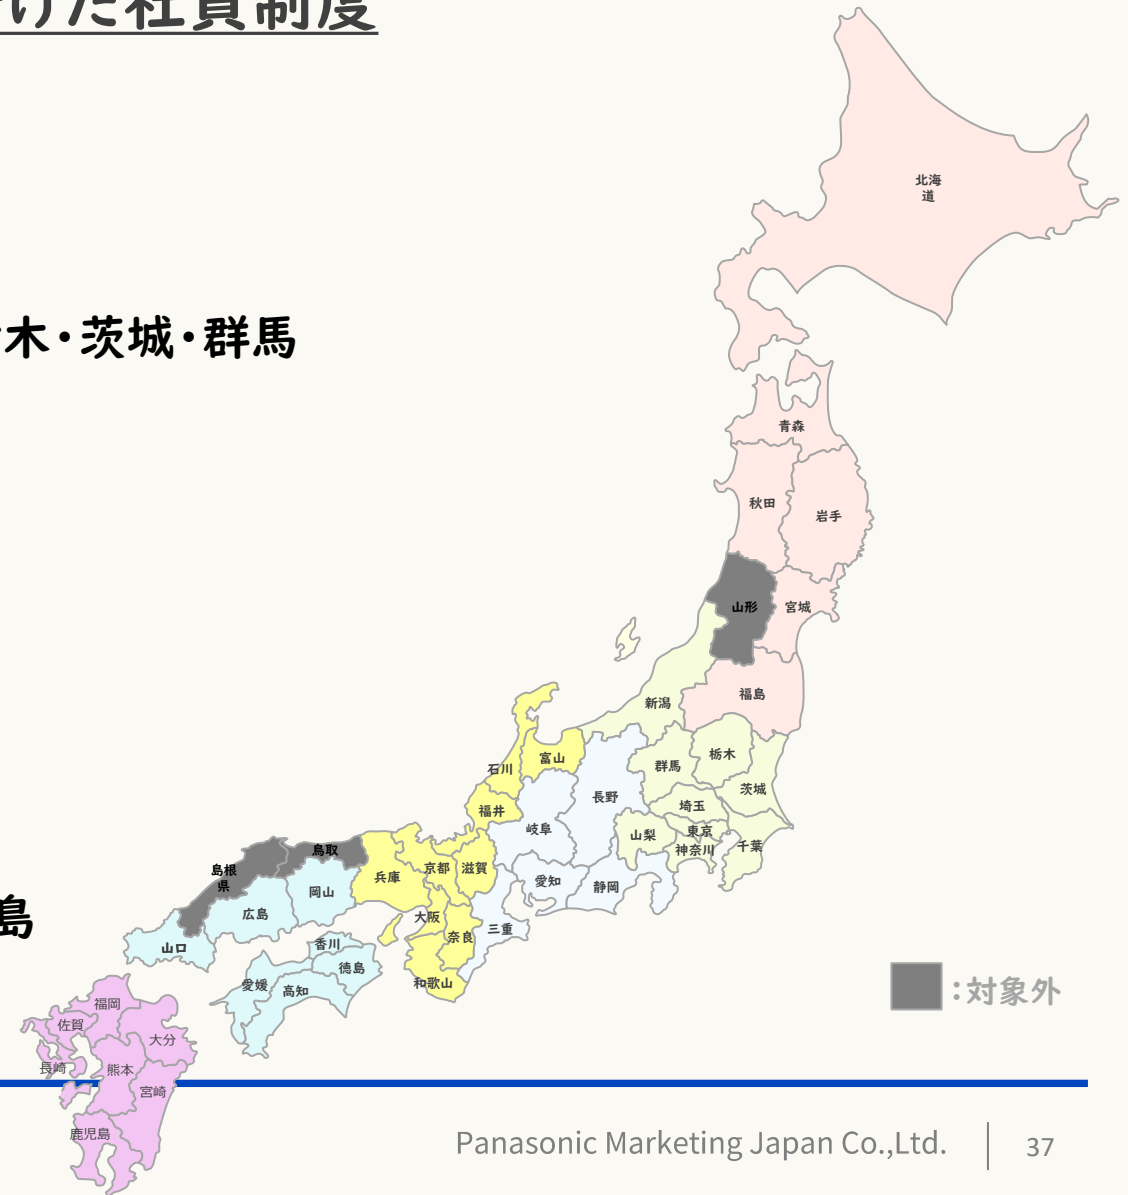 けた社員制度
木・茨城・群馬
島
北海
道
青森
秋田
岩手
山形
宮城
福島
新潟
群馬
栃木
茨城
埼玉
東京
神奈川
千葉
山梨
長野
富山
石川
福井
岐阜
愛知
静岡
三重
滋賀
京都
兵庫
大阪
奈良
和歌山
鳥取
島根
県
岡山
広島
山口
香川
徳島
愛媛
高知
福岡
佐賀
長崎
大分
熊本
宮崎
鹿児島
:対象外
Panasonic Marketing Japan Co.,Ltd.
37